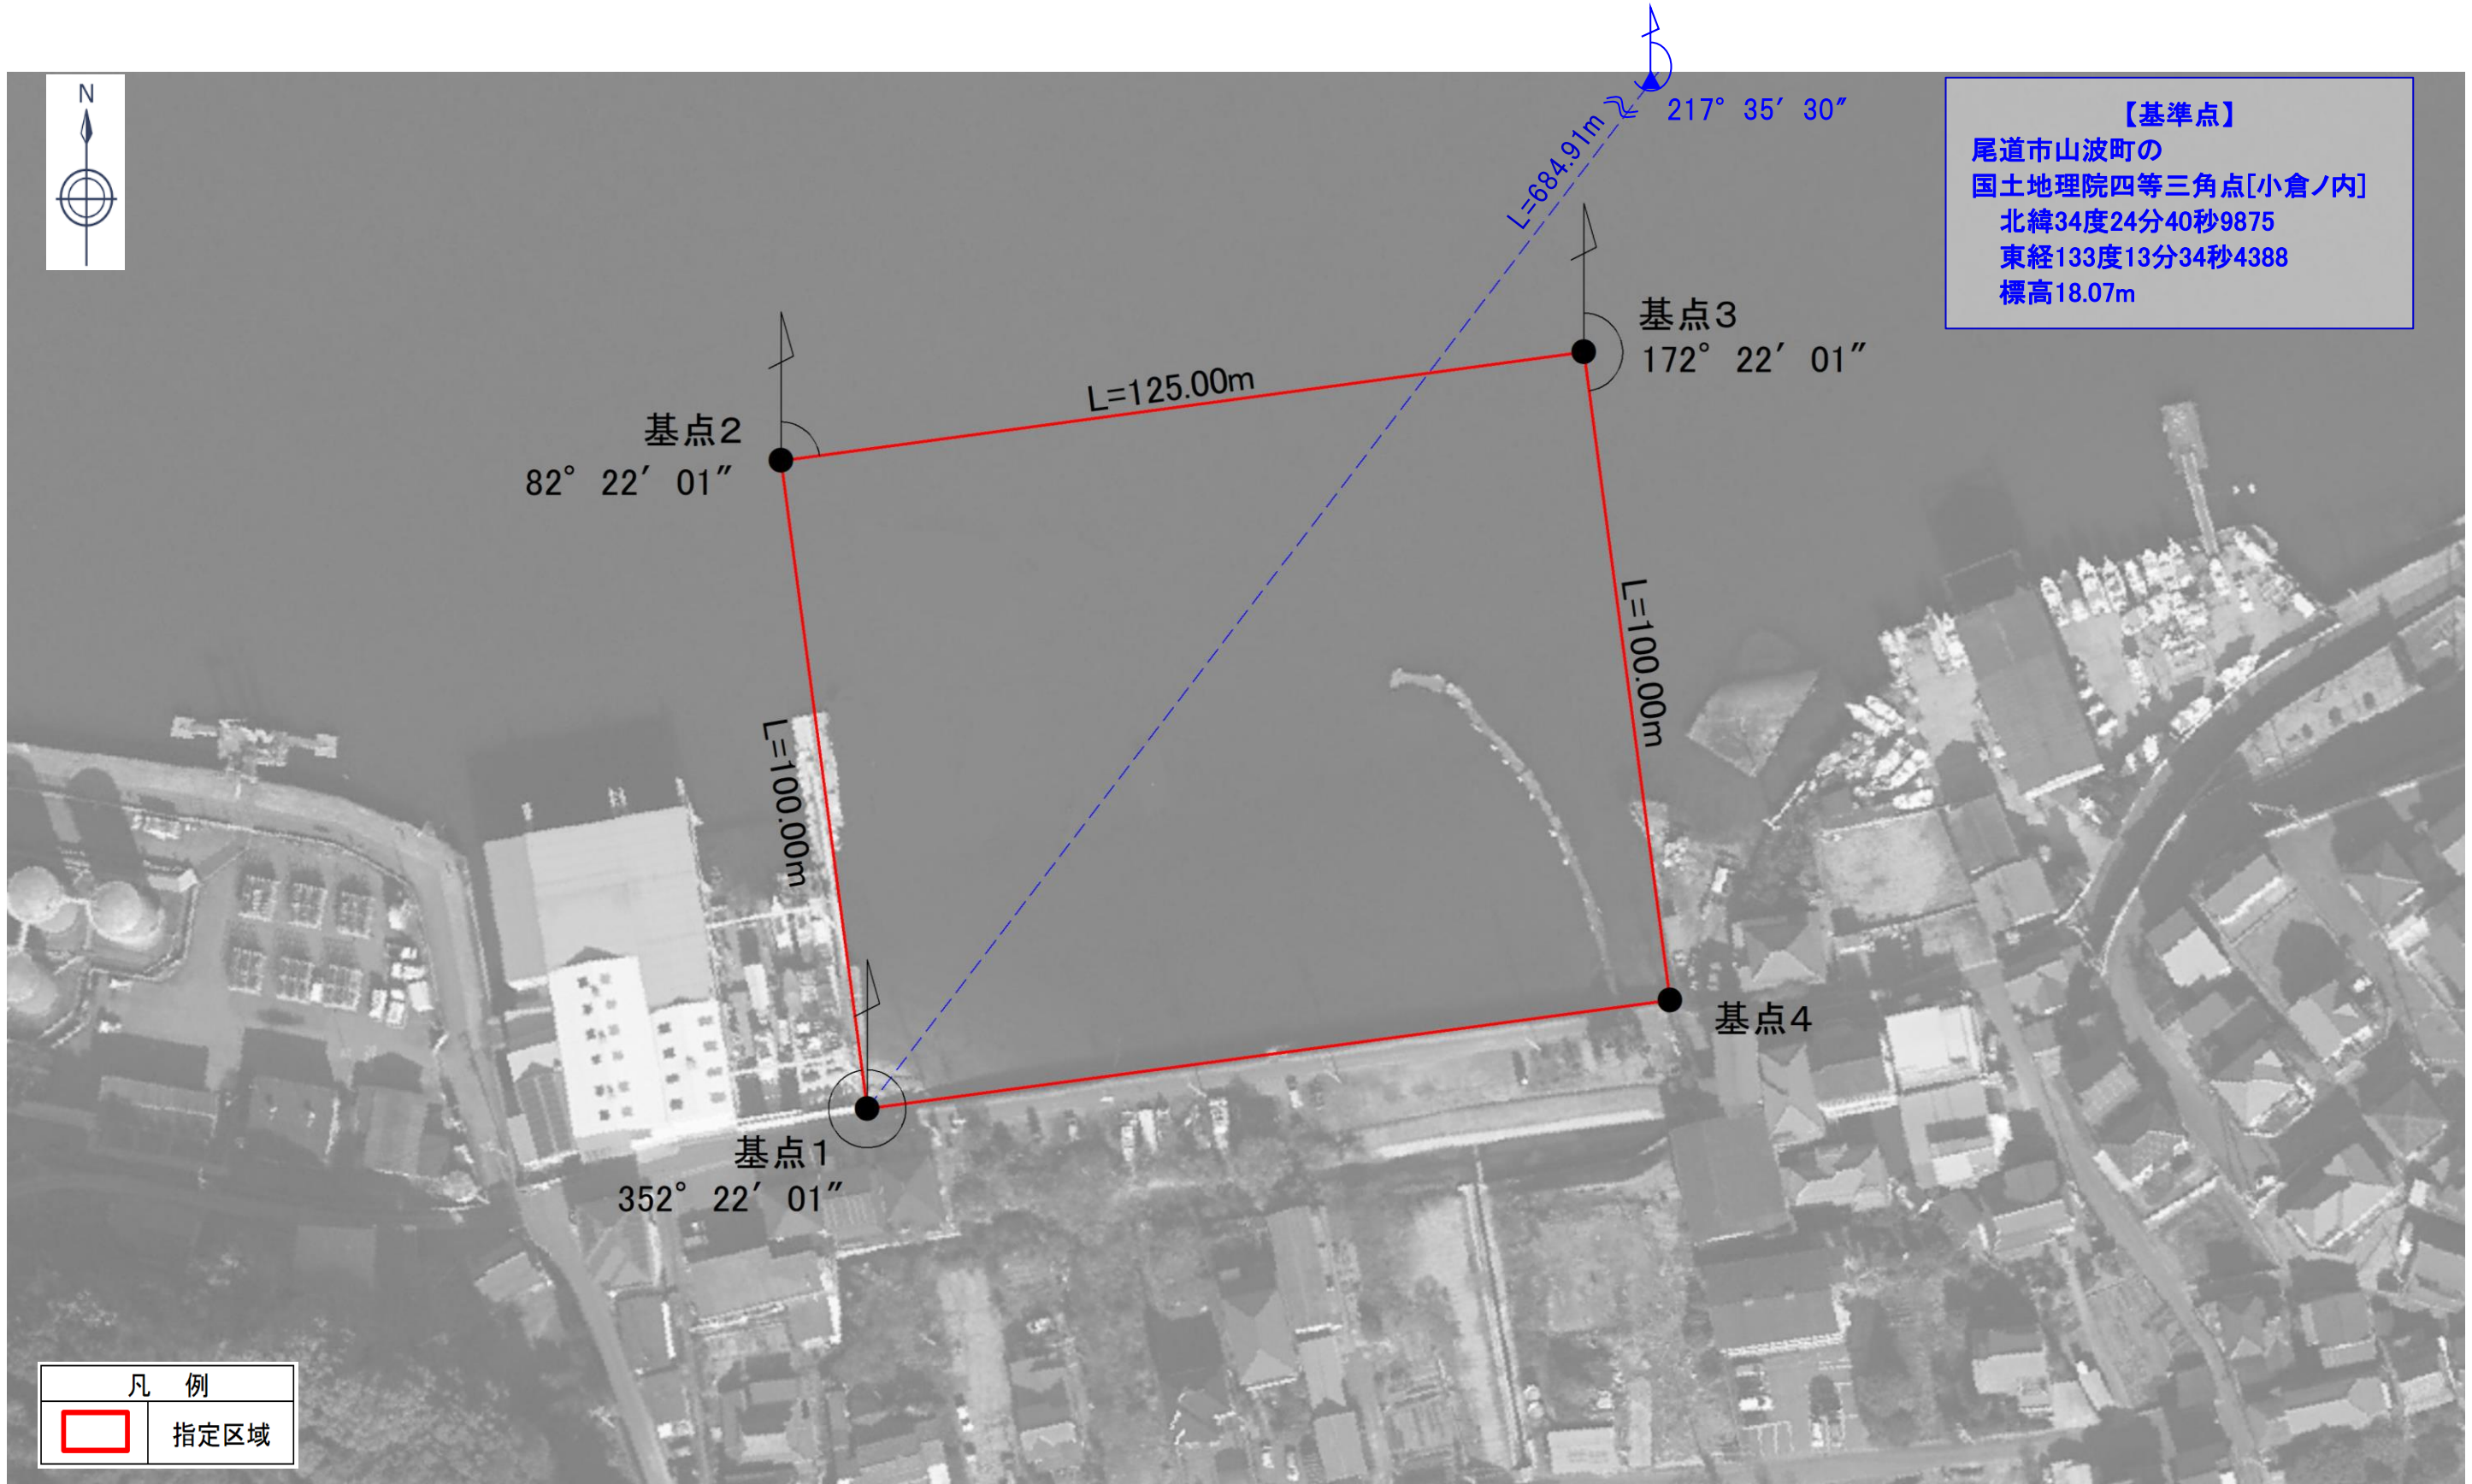 N
217° 35′ 30″
L=684.91m
【基準点】
尾道市山波町の
国土地理院四等三角点[小倉ノ内]
北緯34度24分40秒9875
東経133度13分34秒4388
標高18.07m
基点3
172° 22′ 01″
L=125.00m
基点2
82° 22′ 01″
L=100.00m
L=100.00m
基点4
基点1
352° 22′ 01″
凡 例
指定区域